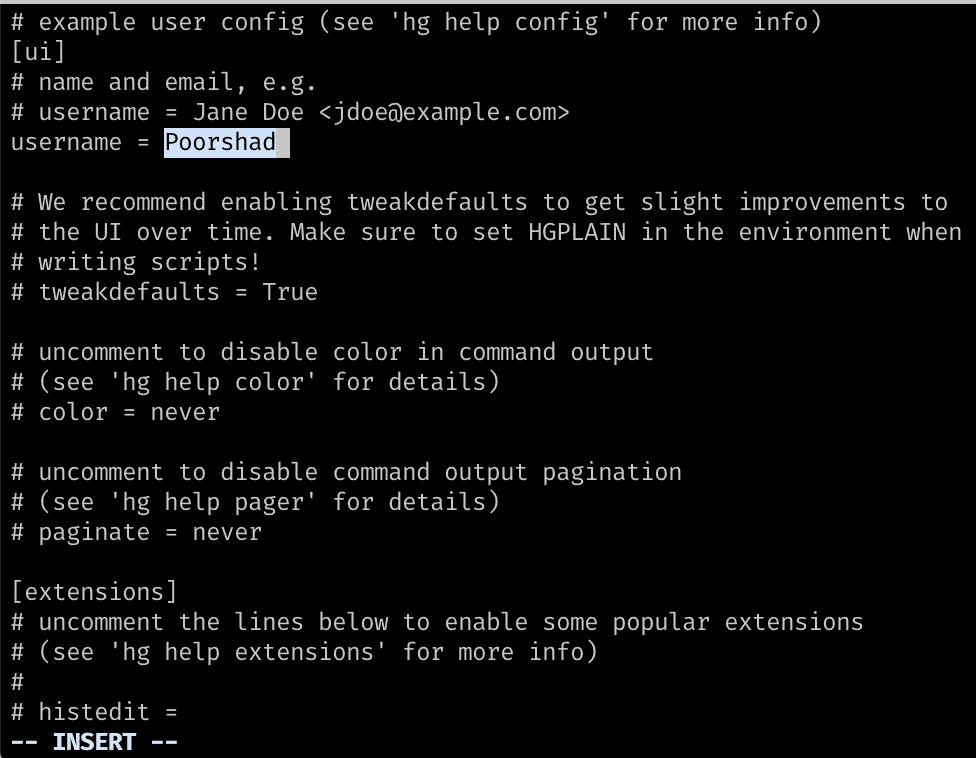 # example user config (see 'hg help config' for more info)
[ui]
# name and email, e.g.
# username = Jane Doe <jdoe@example.com>
username = Poorshad

# We recommend enabling tweakdefaults to get slight improvements to
# the UI over time. Make sure to set HGPLAIN in the environment when
# writing scripts!
# tweakdefaults = True

# uncomment to disable color in command output
# (see 'hg help color' for details)
# color = never

# uncomment to disable command output pagination
# (see 'hg help pager' for details)
# paginate = never

[extensions]
# uncomment the lines below to enable some popular extensions
# (see 'hg help extensions' for more info)
#
# histedit =
-- INSERT --